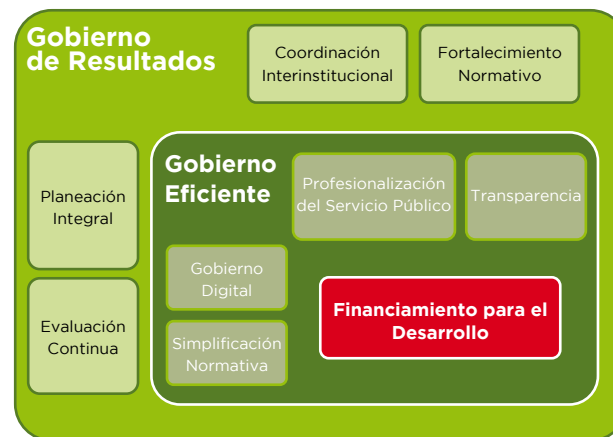 Gobierno
de Resultados
Coordinación
Interinstitucional
Fortalecimiento
Normativo
Planeación
Integral
Evaluación
Continua
Gobierno
Eficiente
Profesionalización
del Servicio Público
Transparencia
Gobierno
Digital
Simplificación
Normativa
Financiamiento para el
Desarrollo